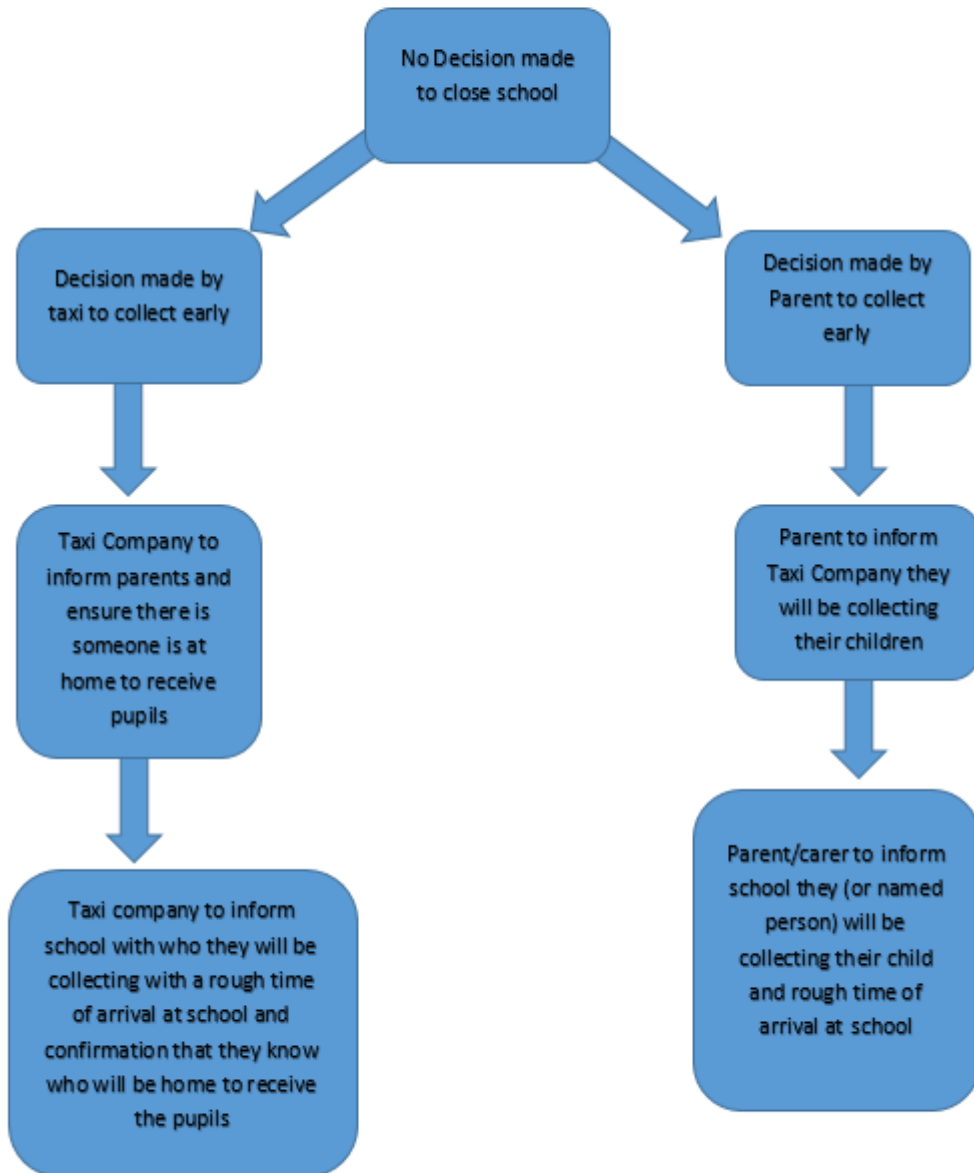 No Decision made
to close school
Decision made by
taxi to collect early
Decision made by
Parent to collect
early
Taxi Company to
inform parents and
ensure there is
someone is at
home to receive
pupils
Parent to inform
Taxi Company they
will be collecting
their children
Taxi company to inform
school with who they will be
collecting with a rough time
of arrival at school and
confirmation that they know
who will be home to receive
the pupils
Parent/carer to inform
school they (or named
person) will be
collecting their child
and rough time of
arrival at school